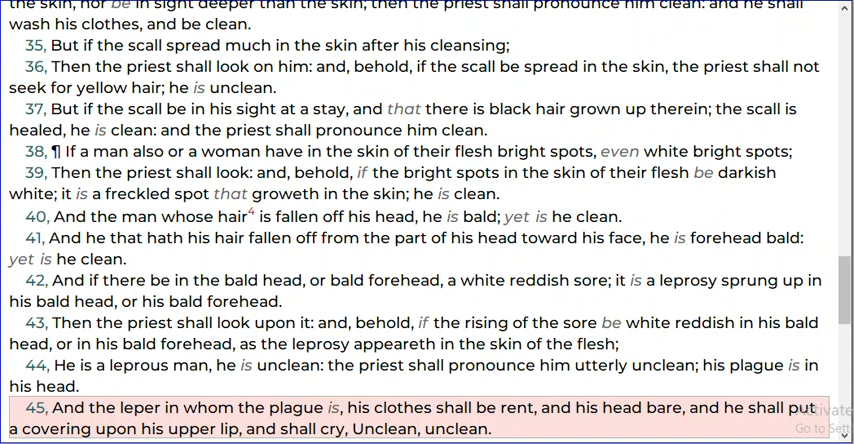 the skin, nor be in sight deeper than the skin; then the priest shall pronounce him clean: and he shall
wash his clothes, and be clean.
35, But if the scall spread much in the skin after his cleansing;
36, Then the priest shall look on him: and, behold, if the scall be spread in the skin, the priest shall not
seek for yellow hair; he is unclean.
37, But if the scall be in his sight at a stay, and that there is black hair grown up therein; the scall is
healed, he is clean: and the priest shall pronounce him clean.
38, ¶ If a man also or a woman have in the skin of their flesh bright spots, even white bright spots;
39, Then the priest shall look: and, behold, if the bright spots in the skin of their flesh be darkish
white; it is a freckled spot that groweth in the skin; he is clean.
40, And the man whose hair4 is fallen off his head, he is bald; yet is he clean.
41, And he that hath his hair fallen off from the part of his head toward his face, he is forehead bald:
yet is he clean.
42, And if there be in the bald head, or bald forehead, a white reddish sore; it is a leprosy sprung up in
his bald head, or his bald forehead.
43, Then the priest shall look upon it: and, behold, if the rising of the sore be white reddish in his bald
head, or in his bald forehead, as the leprosy appeareth in the skin of the flesh;
44, He is a leprous man, he is unclean: the priest shall pronounce him utterly unclean; his plague is in
his head.
45, And the leper in whom the plague is, his clothes shall be rent, and his head bare, and he shall put
a covering upon his upper lip, and shall cry, Unclean, unclean.
Activate
Go to Sett